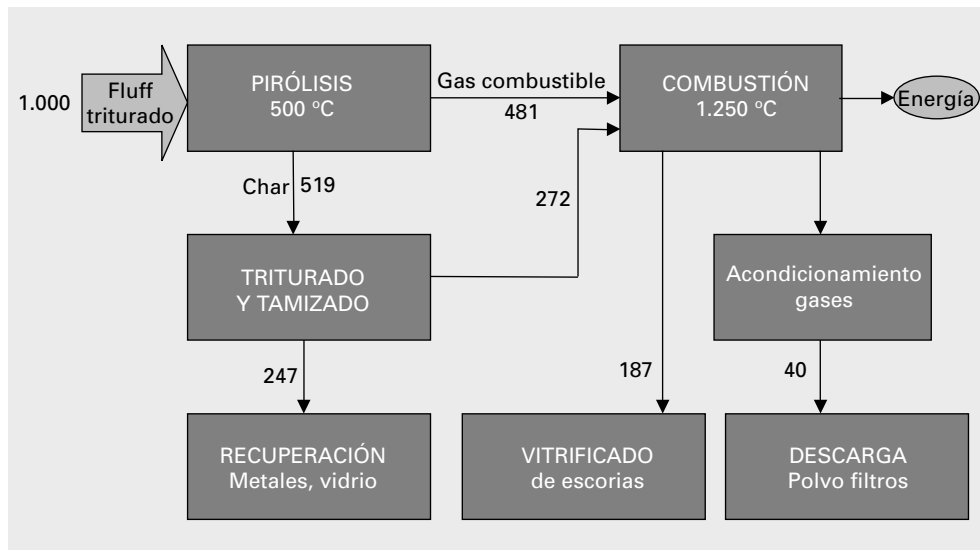 1.000
Fluff
triturado
PIRÓLISIS
500 ºC
Gas combustible
481
COMBUSTIÓN
1.250 ºC
Energía
Char 519
272
TRITURADO
Y TAMIZADO
Acondicionamiento
gases
247
187
40
RECUPERACIÓN
Metales, vidrio
VITRIFICADO
de escorias
DESCARGA
Polvo filtros